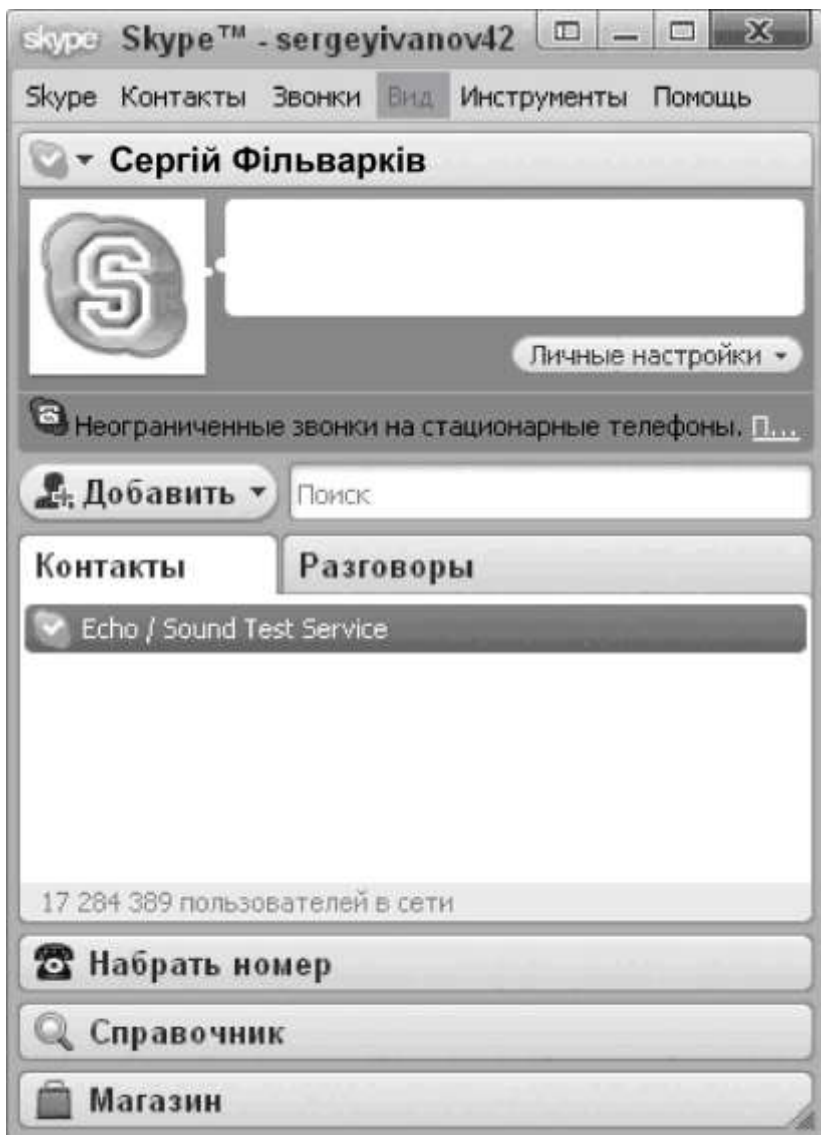 skype Skype™ - sergeyivanov42
Skype Контакты Звонки Вид Инструменты Помощь
Сергій Фільварків
S
Личные настройки
Неограниченные звонки на стационарные телефоны. П...
Добавить Поиск
Контакты Разговоры
Echo / Sound Test Service
17 284 389 пользователей в сети
Набрать номер
Справочник
Магазин